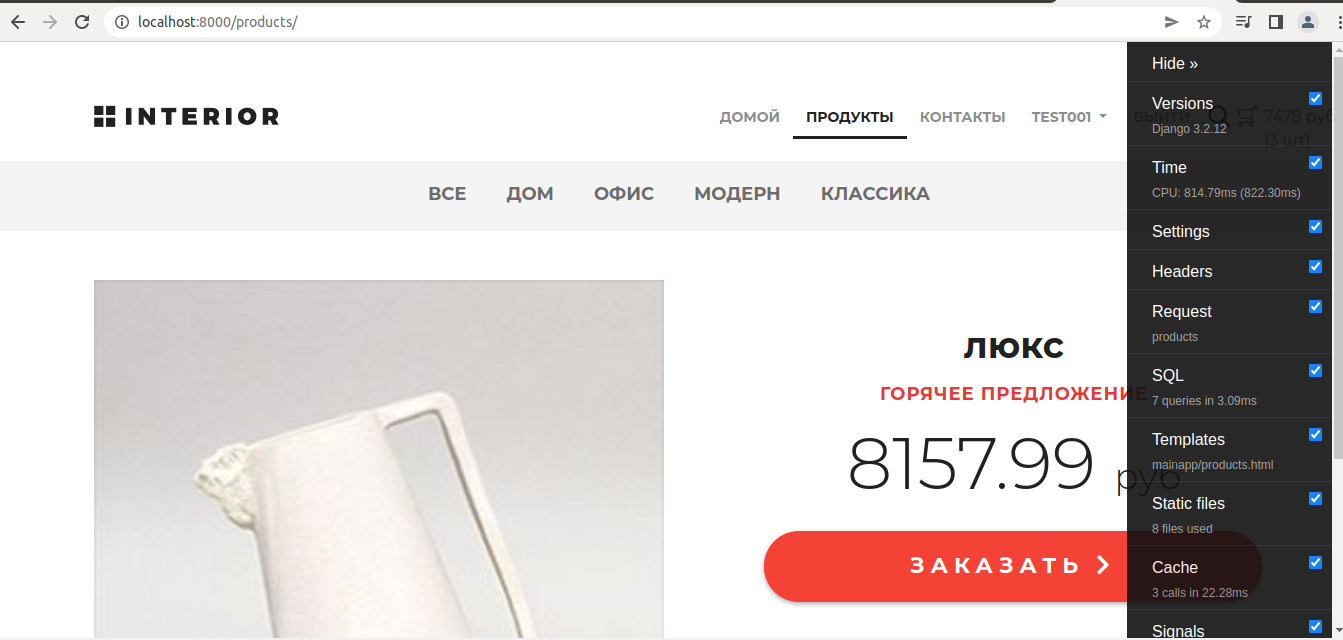 localhost:8000/products/
INTERIOR
ДОМОЙ ПРОДУКТЫ КОНТАКТЫ TEST001 ВЫЙТИ 7478 руб
(3 шт)
ВСЕ ДОМ ОФИС МОДЕРН КЛАССИКА
ЛЮКС
ГОРЯЧЕЕ ПРЕДЛОЖЕНИЕ
8157.99 руб
ЗАКАЗАТЬ
Hide »
Versions
Django 3.2.12
Time
CPU: 814.79ms (822.30ms)
Settings
Headers
Request
products
SQL
7 queries in 3.09ms
Templates
mainapp/products.html
Static files
8 files used
Cache
3 calls in 22.28ms
Signals